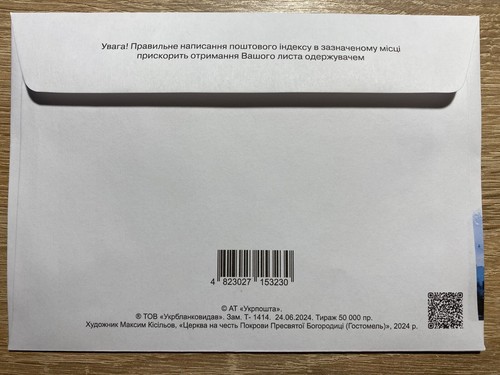 Увага! Правильне написання поштового індексу в зазначеному місці
прискорить отримання Вашого листа одержувачем
4 823027 153230
© АТ «Укрпошта».
® ТОВ «Укрбланковидав». Зам. Т- 1414. 24.06.2024. Тираж 50 000 пр.
Художник Максим Кісільов, «Церква на честь Покрови Пресвятої Богородиці (Гостомель)», 2024 р.